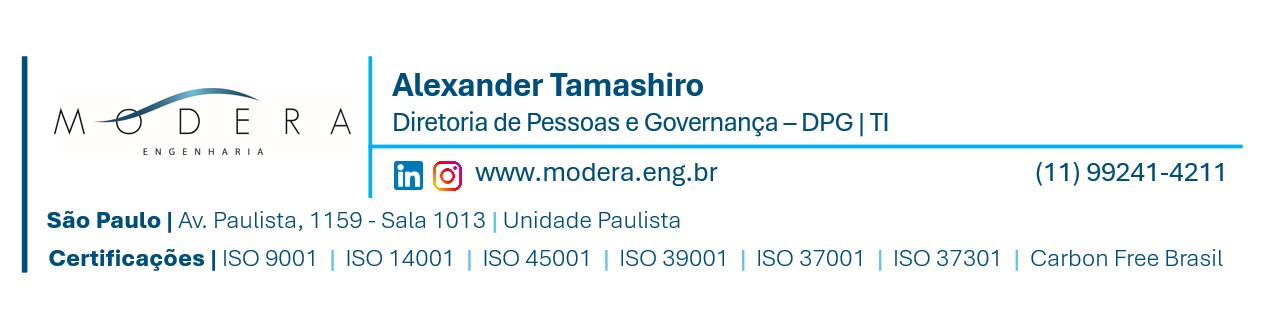 MODERA
ENGENHARIA
Alexander Tamashiro
Diretoria de Pessoas e Governança – DPG | TI
www.modera.eng.br
(11) 99241-4211
São Paulo | Av. Paulista, 1159 - Sala 1013 | Unidade Paulista
Certificações | ISO 9001 | ISO 14001 | ISO 45001 | ISO 39001 | ISO 37001 | ISO 37301 | Carbon Free Brasil